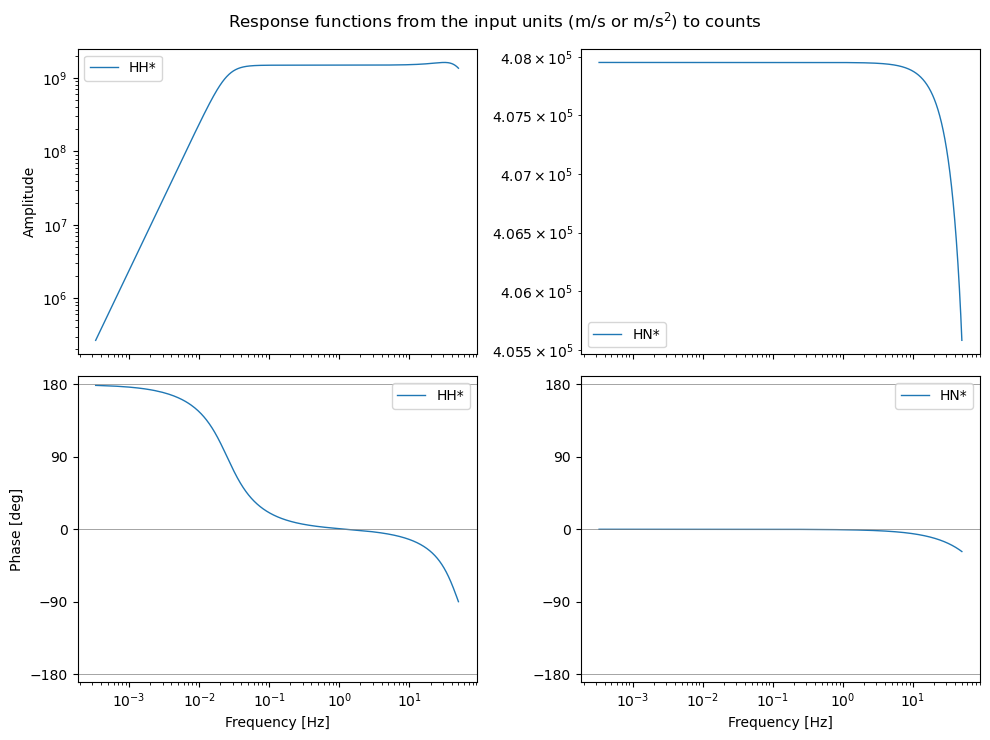 Response functions from the input units (m/s or m/s²) to counts
Amplitude
10⁹
10⁸
10⁷
10⁶
HH*
4.08 × 10⁵
4.075 × 10⁵
4.07 × 10⁵
4.065 × 10⁵
4.06 × 10⁵
4.055 × 10⁵
HN*
Phase [deg]
180
90
0
−90
−180
HH*
10⁻³ 10⁻² 10⁻¹ 10⁰ 10¹
Frequency [Hz]
180
90
0
−90
−180
HN*
10⁻³ 10⁻² 10⁻¹ 10⁰ 10¹
Frequency [Hz]